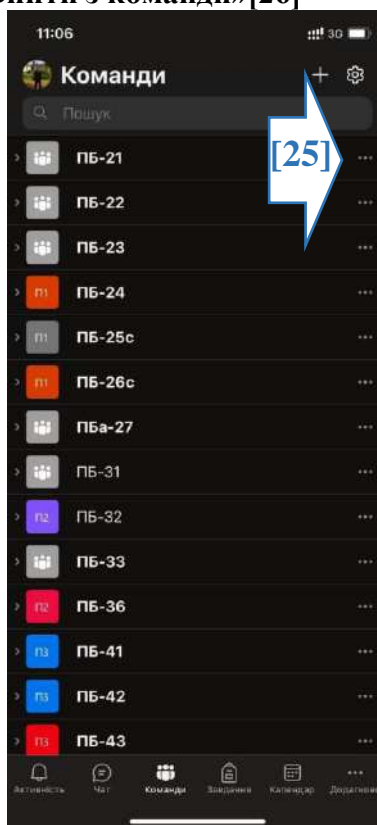 з команди»[26]
11:06
3G
Команди
Пошук
[25]
ПБ-21
ПБ-22
ПБ-23
П1 ПБ-24
П1 ПБ-25с
П1 ПБ-26с
ПБа-27
ПБ-31
П2 ПБ-32
ПБ-33
П2 ПБ-36
П3 ПБ-41
П3 ПБ-42
П3 ПБ-43
Активність Чат Команди Завдання Календар Додатково